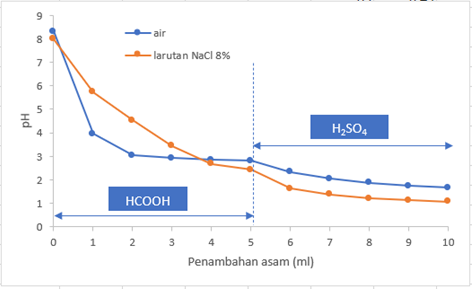 air
larutan NaCl 8%
9
8
7
6
5
4
3
2
1
0
pH
H₂SO₄
HCOOH
0 1 2 3 4 5 6 7 8 9 10
Penambahan asam (ml)